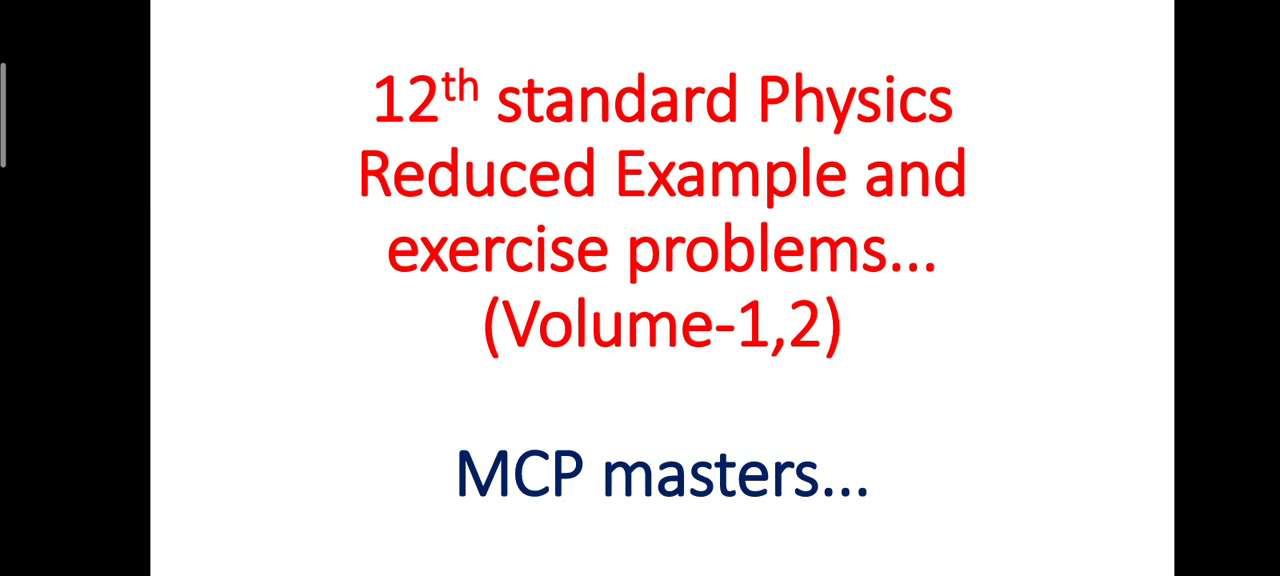 12th standard Physics
Reduced Example and
exercise problems...
(Volume-1,2)
MCP masters...